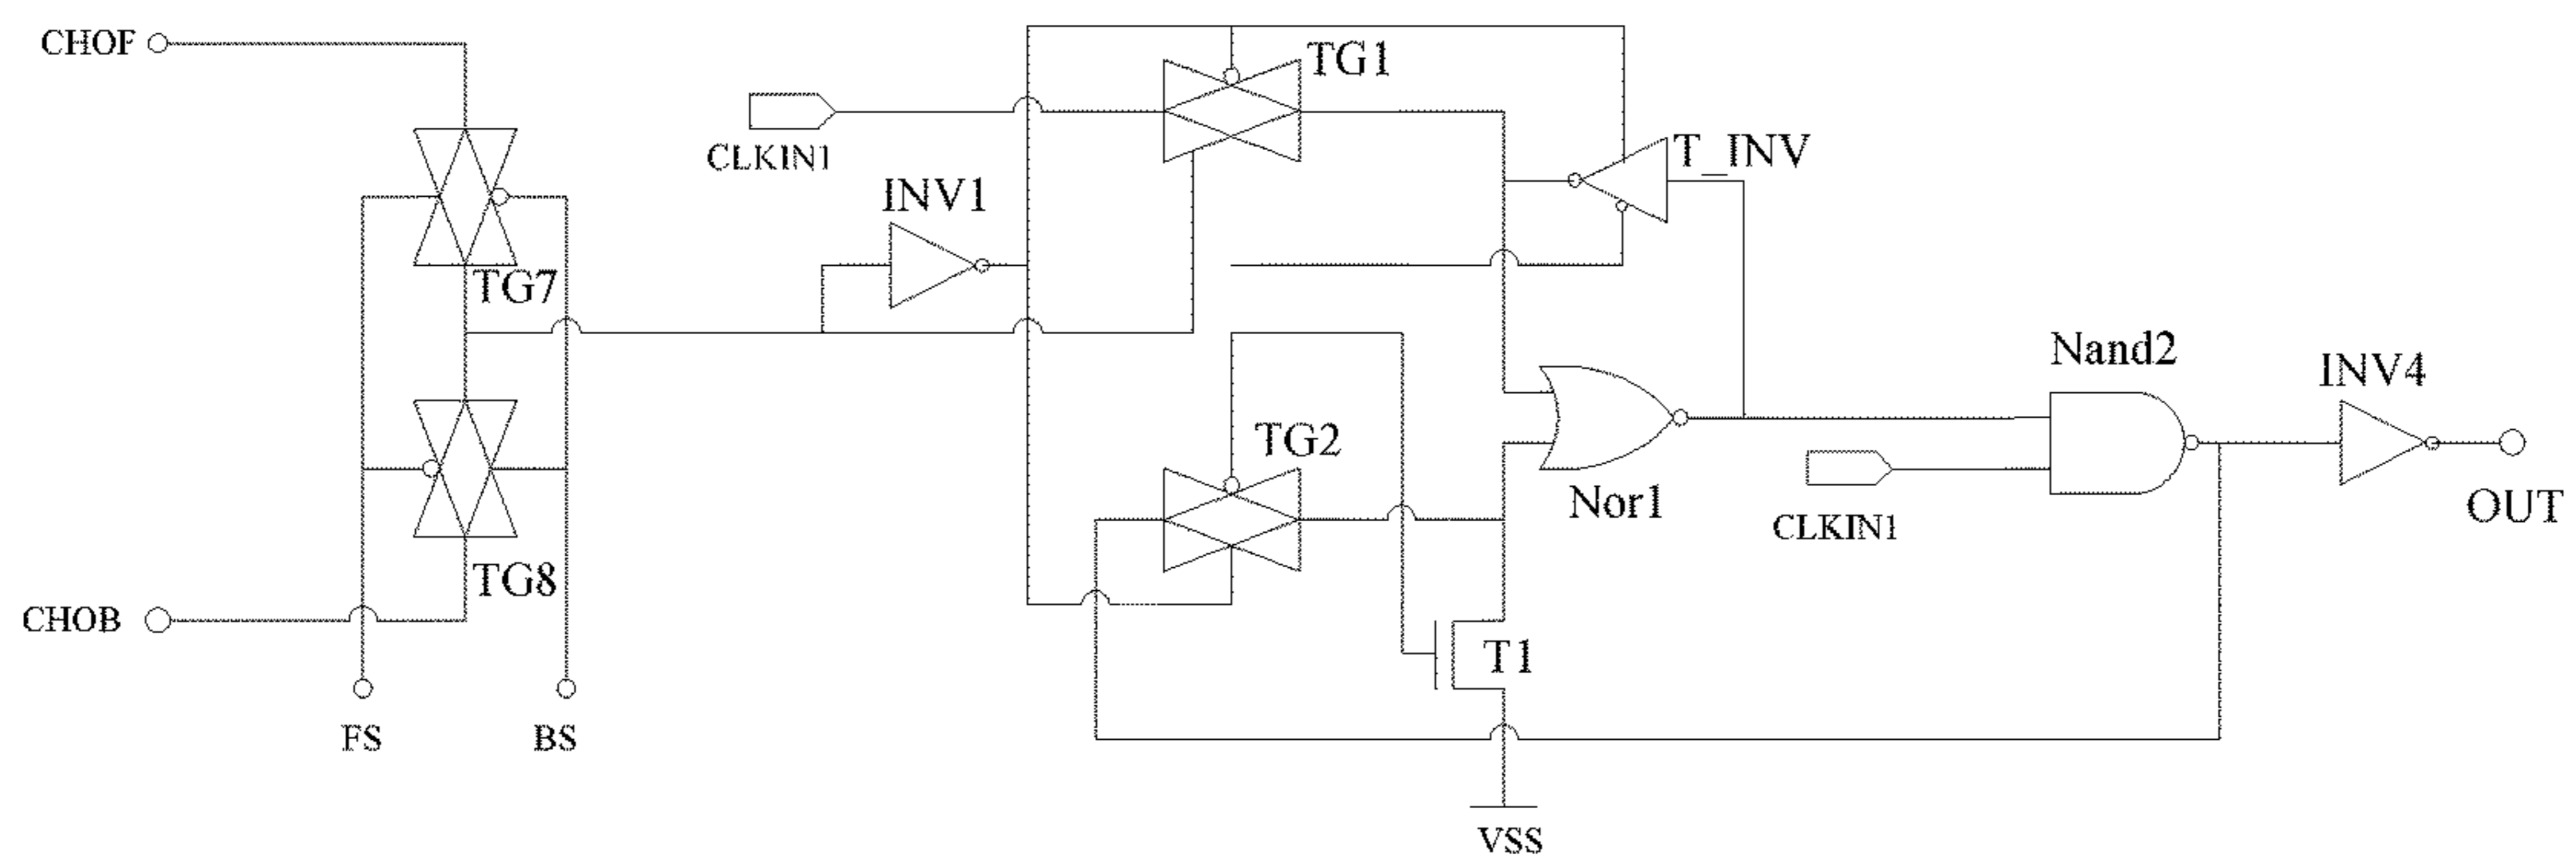 CHOF
TG1
CLKIN1
T_INV
INV1
TG7
Nand2
INV4
TG2
Nor1
OUT
CLKIN1
TG8
CHOB
T1
FS
BS
VSS